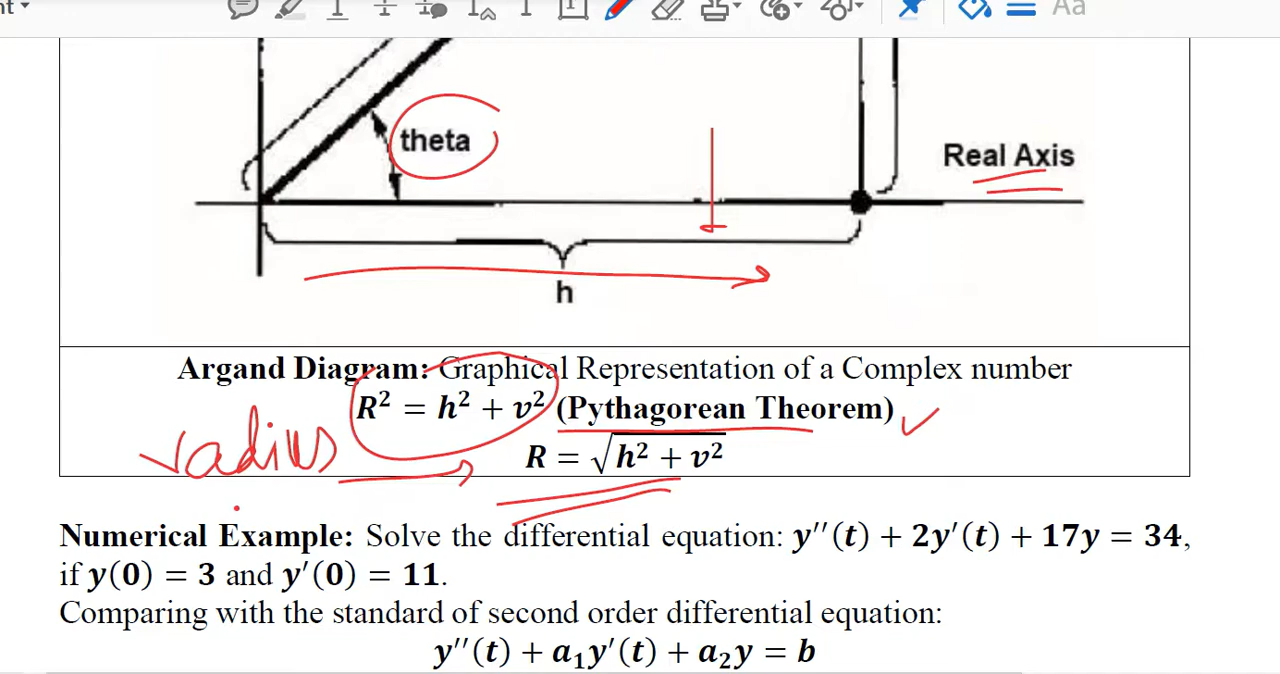 nt
Aa
theta
Real Axis
h
Argand Diagram: Graphical Representation of a Complex number
R² = h² + v² (Pythagorean Theorem)
radius
R = √h² + v²
Numerical Example: Solve the differential equation: y′′(t) + 2y′(t) + 17y = 34,
if y(0) = 3 and y′(0) = 11.
Comparing with the standard of second order differential equation:
y′′(t) + a₁y′(t) + a₂y = b